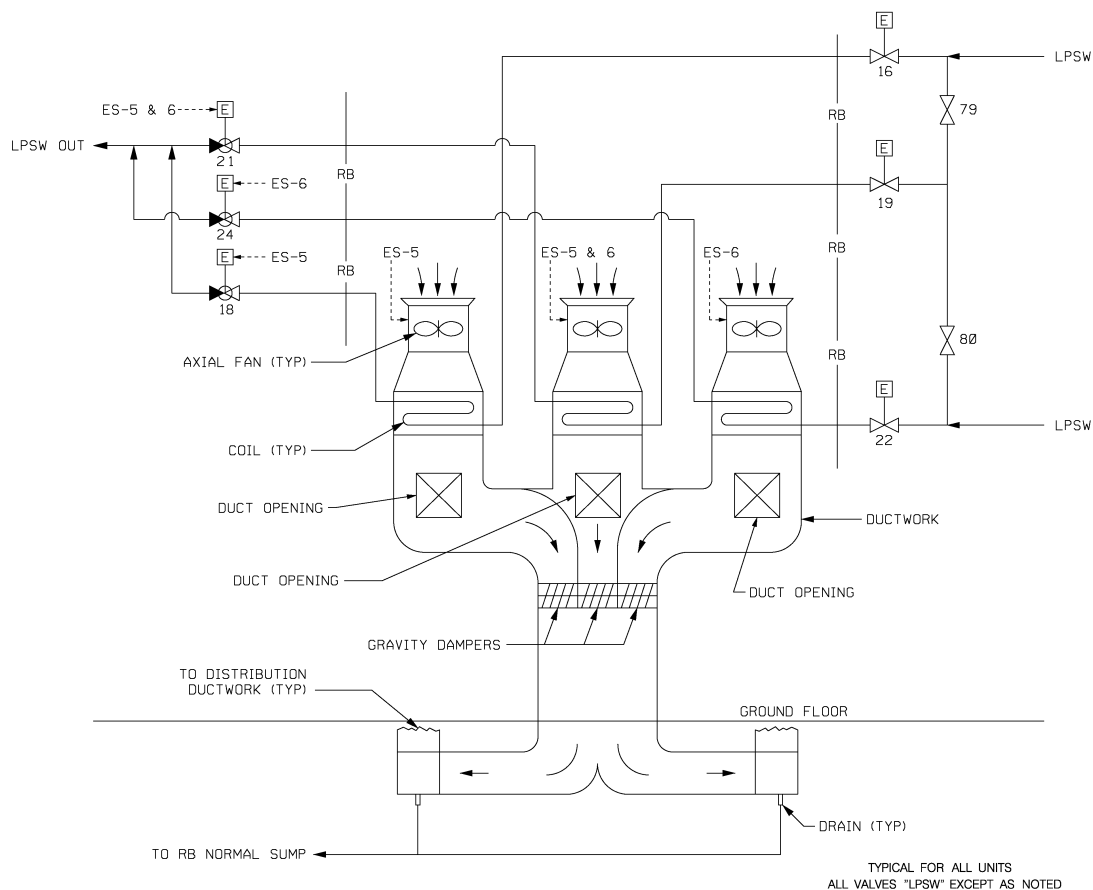 E
16
LPSW
79
RB
ES-5 & 6
E
LPSW OUT
21
E
19
RB
E
ES-6
24
RB
ES-5
ES-5 & 6
ES-6
E
ES-5
RB
18
80
AXIAL FAN (TYP)
RB
E
22
LPSW
COIL (TYP)
DUCT OPENING
DUCTWORK
DUCT OPENING
DUCT OPENING
GRAVITY DAMPERS
TO DISTRIBUTION
DUCTWORK (TYP)
GROUND FLOOR
DRAIN (TYP)
TO RB NORMAL SUMP
TYPICAL FOR ALL UNITS
ALL VALVES "LPSW" EXCEPT AS NOTED